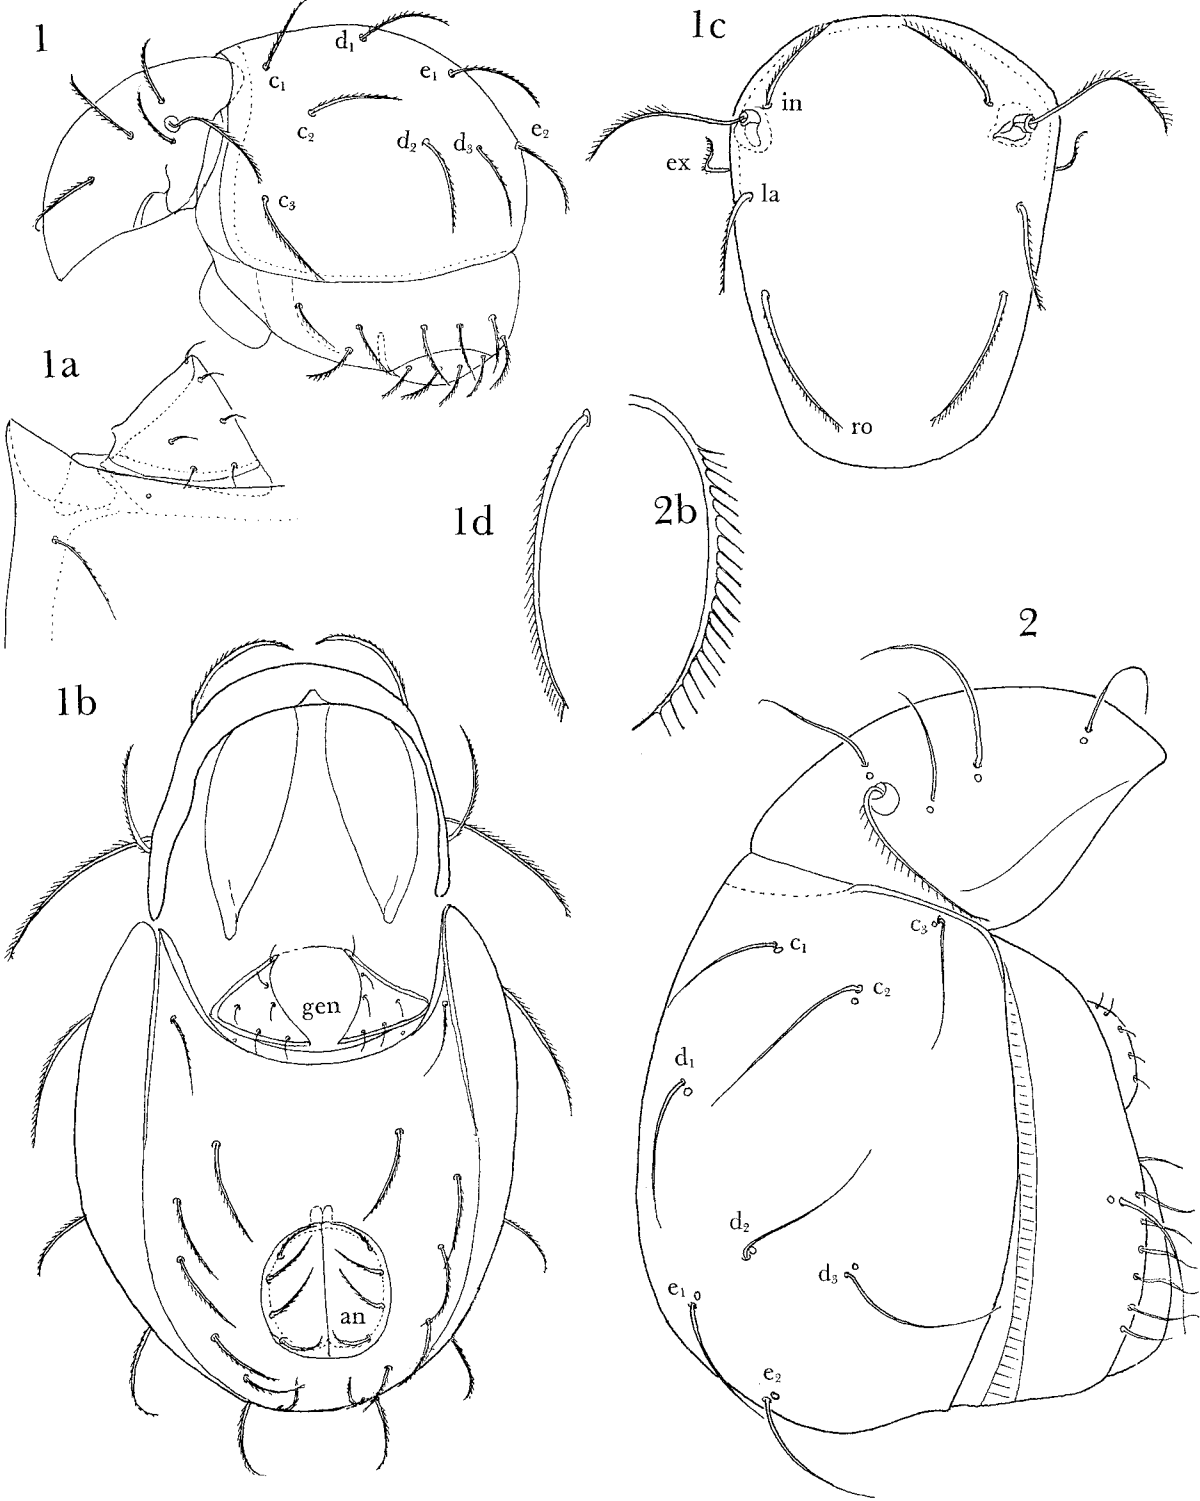 1
c₁
d₁
e₁
c₂
e₂
d₂
d₃
c₃
1c
in
ex
la
ro
1a
1d
2b
1b
gen
an
2
c₁
c₃
c₂
d₁
d₂
d₃
e₁
e₂